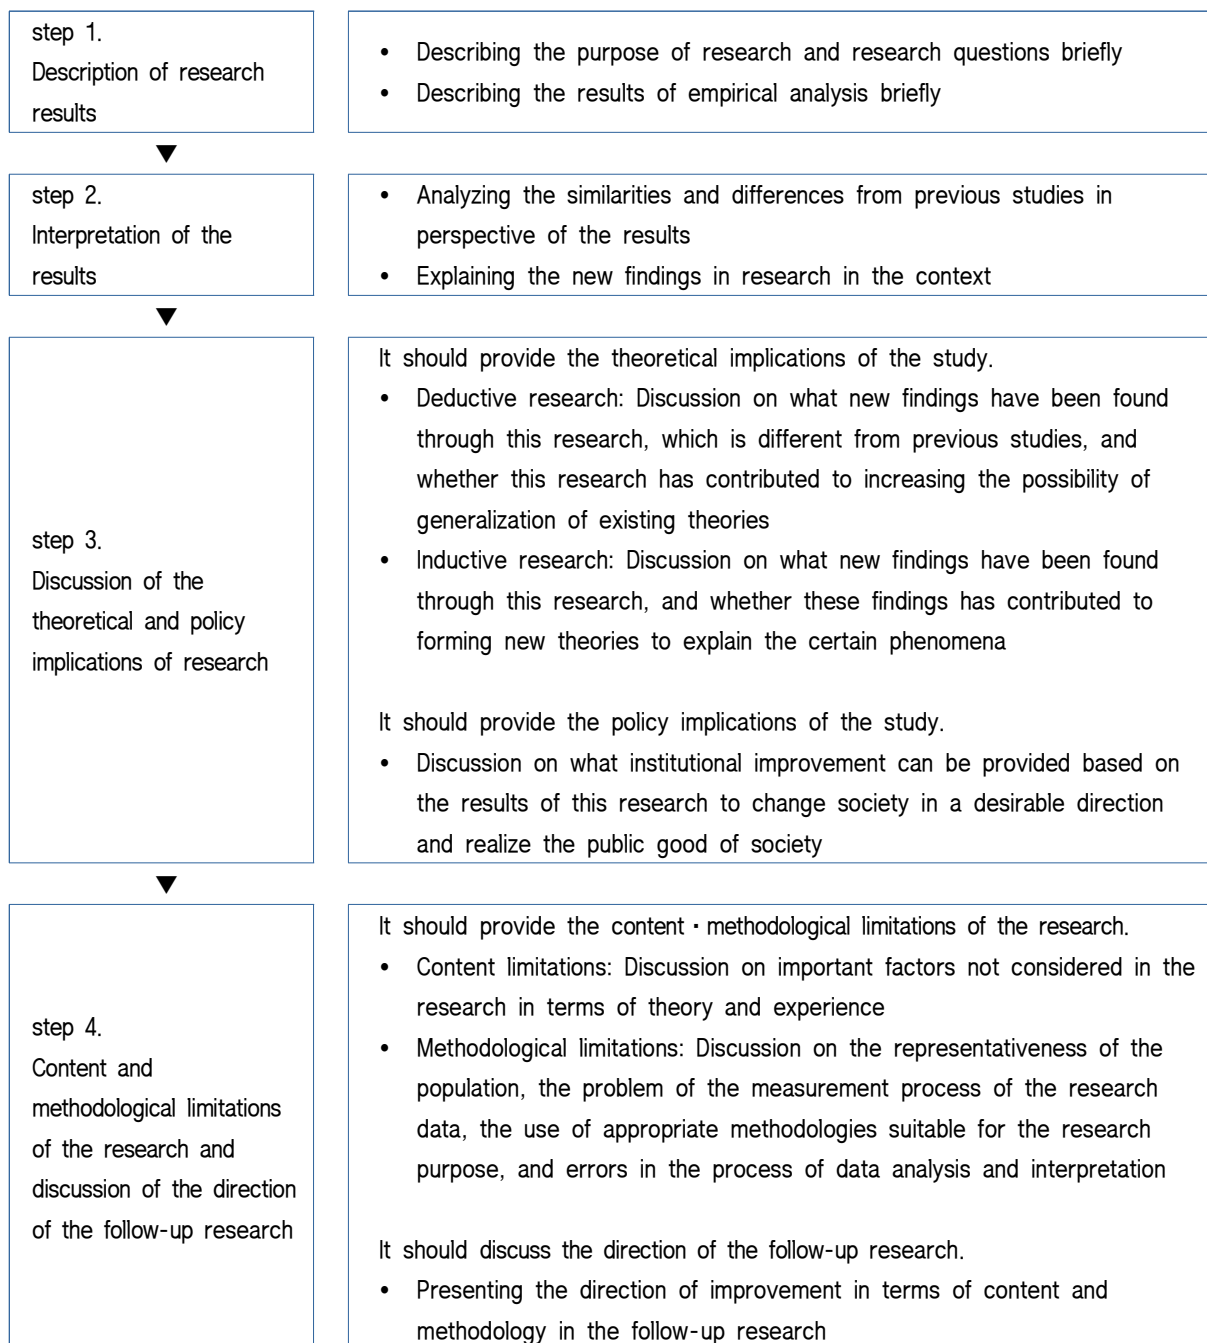 step 1.
Description of research
results
• Describing the purpose of research and research questions briefly
• Describing the results of empirical analysis briefly
step 2.
Interpretation of the
results
• Analyzing the similarities and differences from previous studies in
perspective of the results
• Explaining the new findings in research in the context
step 3.
Discussion of the
theoretical and policy
implications of research
It should provide the theoretical implications of the study.
• Deductive research: Discussion on what new findings have been found
through this research, which is different from previous studies, and
whether this research has contributed to increasing the possibility of
generalization of existing theories
• Inductive research: Discussion on what new findings have been found
through this research, and whether these findings has contributed to
forming new theories to explain the certain phenomena
It should provide the policy implications of the study.
• Discussion on what institutional improvement can be provided based on
the results of this research to change society in a desirable direction
and realize the public good of society
step 4.
Content and
methodological limitations
of the research and
discussion of the direction
of the follow-up research
It should provide the content · methodological limitations of the research.
• Content limitations: Discussion on important factors not considered in the
research in terms of theory and experience
• Methodological limitations: Discussion on the representativeness of the
population, the problem of the measurement process of the research
data, the use of appropriate methodologies suitable for the research
purpose, and errors in the process of data analysis and interpretation
It should discuss the direction of the follow-up research.
• Presenting the direction of improvement in terms of content and
methodology in the follow-up research